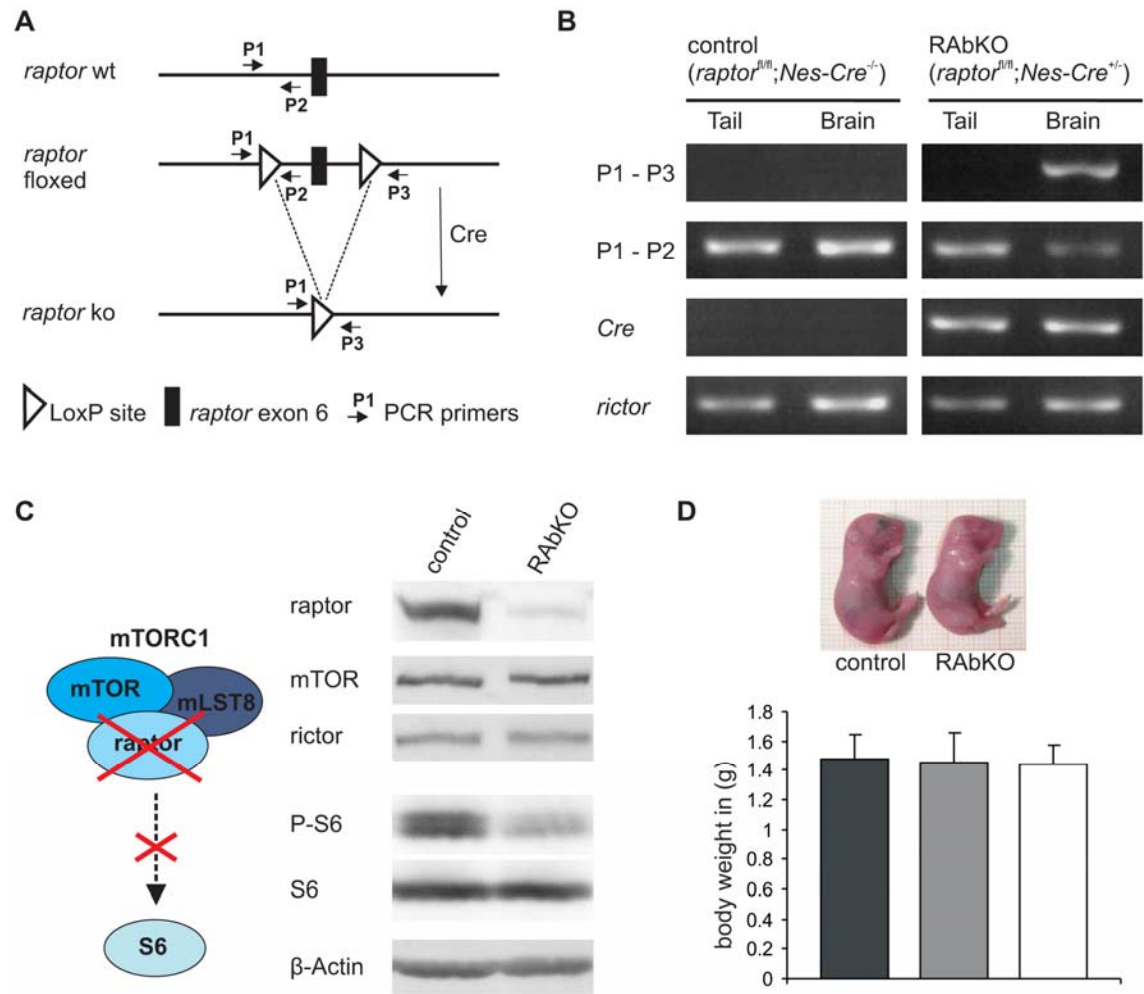 A
raptor wt
P1
P2
raptor floxed
P1
P2
P3
Cre
raptor ko
P1
P3
LoxP site
raptor exon 6
P1
PCR primers
B
control
(raptorfl/fl;Nes-Cre-/-)
RAbKO
(raptorfl/fl;Nes-Cre+/-)
Tail Brain Tail Brain
P1 - P3
P1 - P2
Cre
rictor
C
control RAbKO
mTORC1
mTOR
mLST8
raptor
S6
raptor
mTOR
rictor
P-S6
S6
β-Actin
D
control RAbKO
body weight in (g)
1.8
1.6
1.4
1.2
1
0.8
0.6
0.4
0.2
0